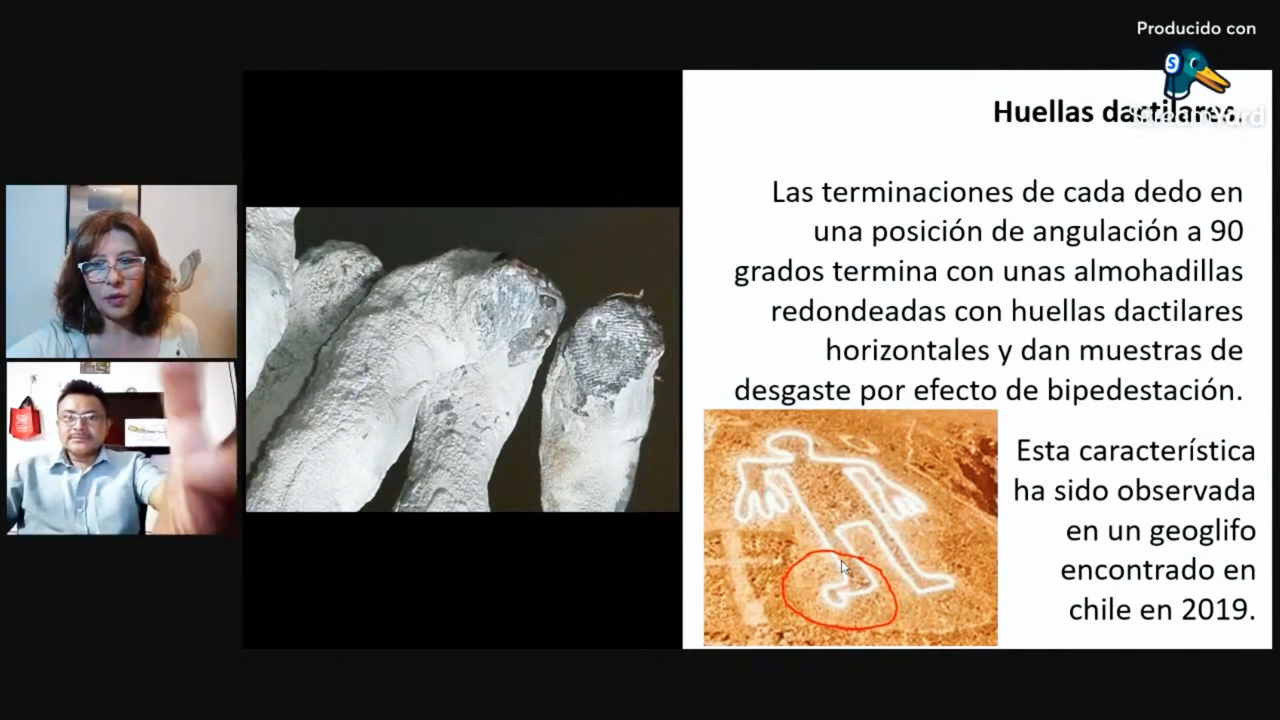 Producido con
StreamYard
Huellas dactilares.
Las terminaciones de cada dedo en
una posición de angulación a 90
grados termina con unas almohadillas
redondeadas con huellas dactilares
horizontales y dan muestras de
desgaste por efecto de bipedestación.
Esta característica
ha sido observada
en un geoglifo
encontrado en
chile en 2019.